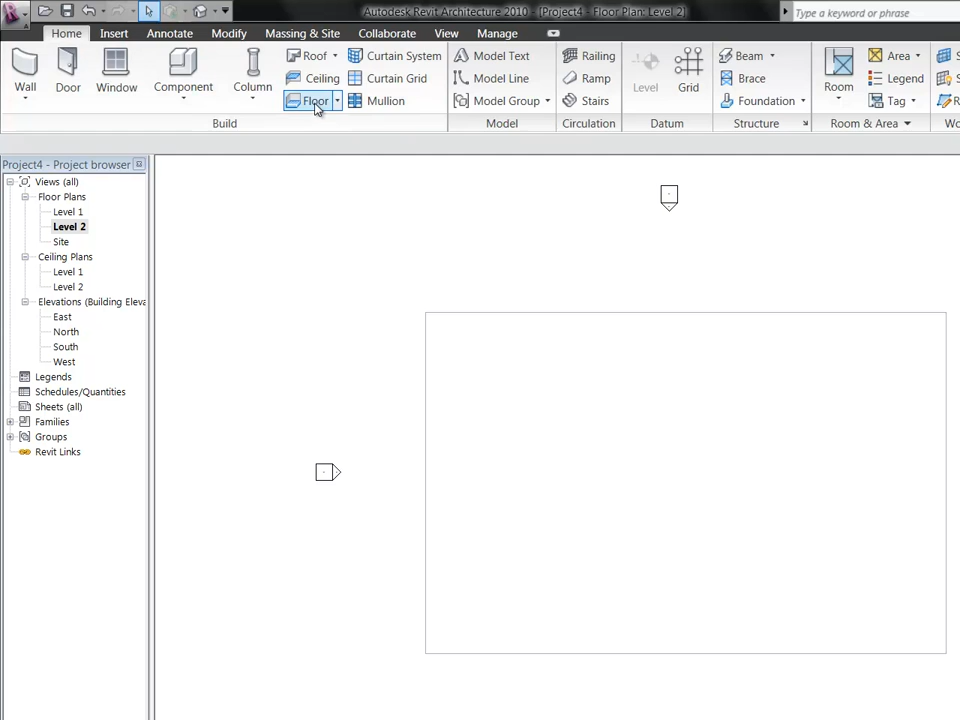 Autodesk Revit Architecture 2010 - [Project4 - Floor Plan: Level 2]
Type a keyword or phrase
Home Insert Annotate Modify Massing & Site Collaborate View Manage
Wall Door Window Component Column
Roof Curtain System
Ceiling Curtain Grid
Floor Mullion
Build
Model Text
Model Line
Model Group
Model
Railing
Ramp
Stairs
Circulation
Level Grid
Datum
Beam
Brace
Foundation
Structure
Room
Area
Legend
Tag
Room & Area
S
S
R
Wo
Project4 - Project browser
Views (all)
Floor Plans
Level 1
Level 2
Site
Ceiling Plans
Level 1
Level 2
Elevations (Building Eleva
East
North
South
West
Legends
Schedules/Quantities
Sheets (all)
Families
Groups
Revit Links